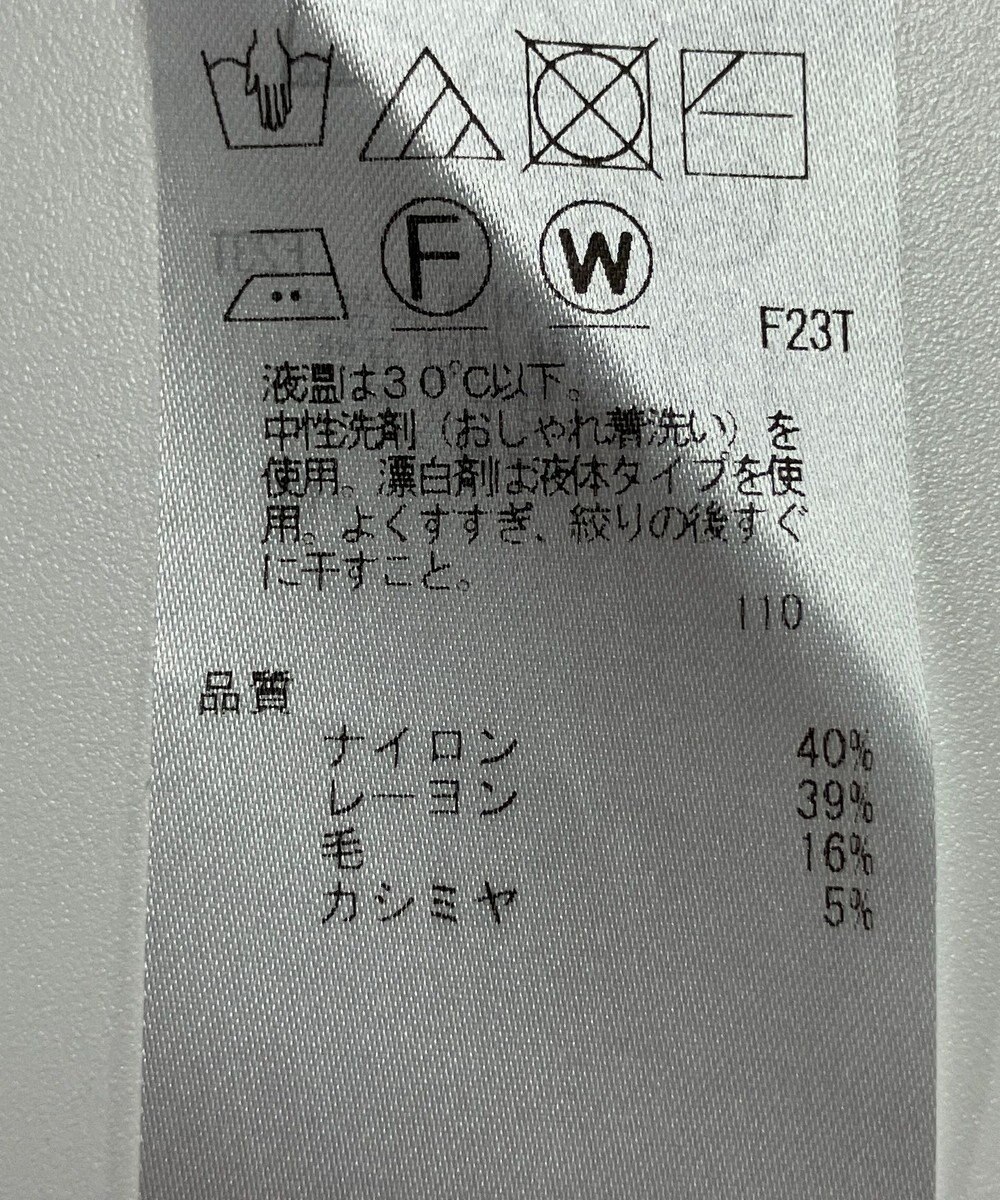 F W
F23T
液温は30℃以下。
中性洗剤（おしゃれ着洗い）を
使用。漂白剤は液体タイプを使
用。よくすすぎ、絞りの後すぐ
に干すこと。
110
品質
ナイロン 40%
レーヨン 39%
毛 16%
カシミヤ 5%